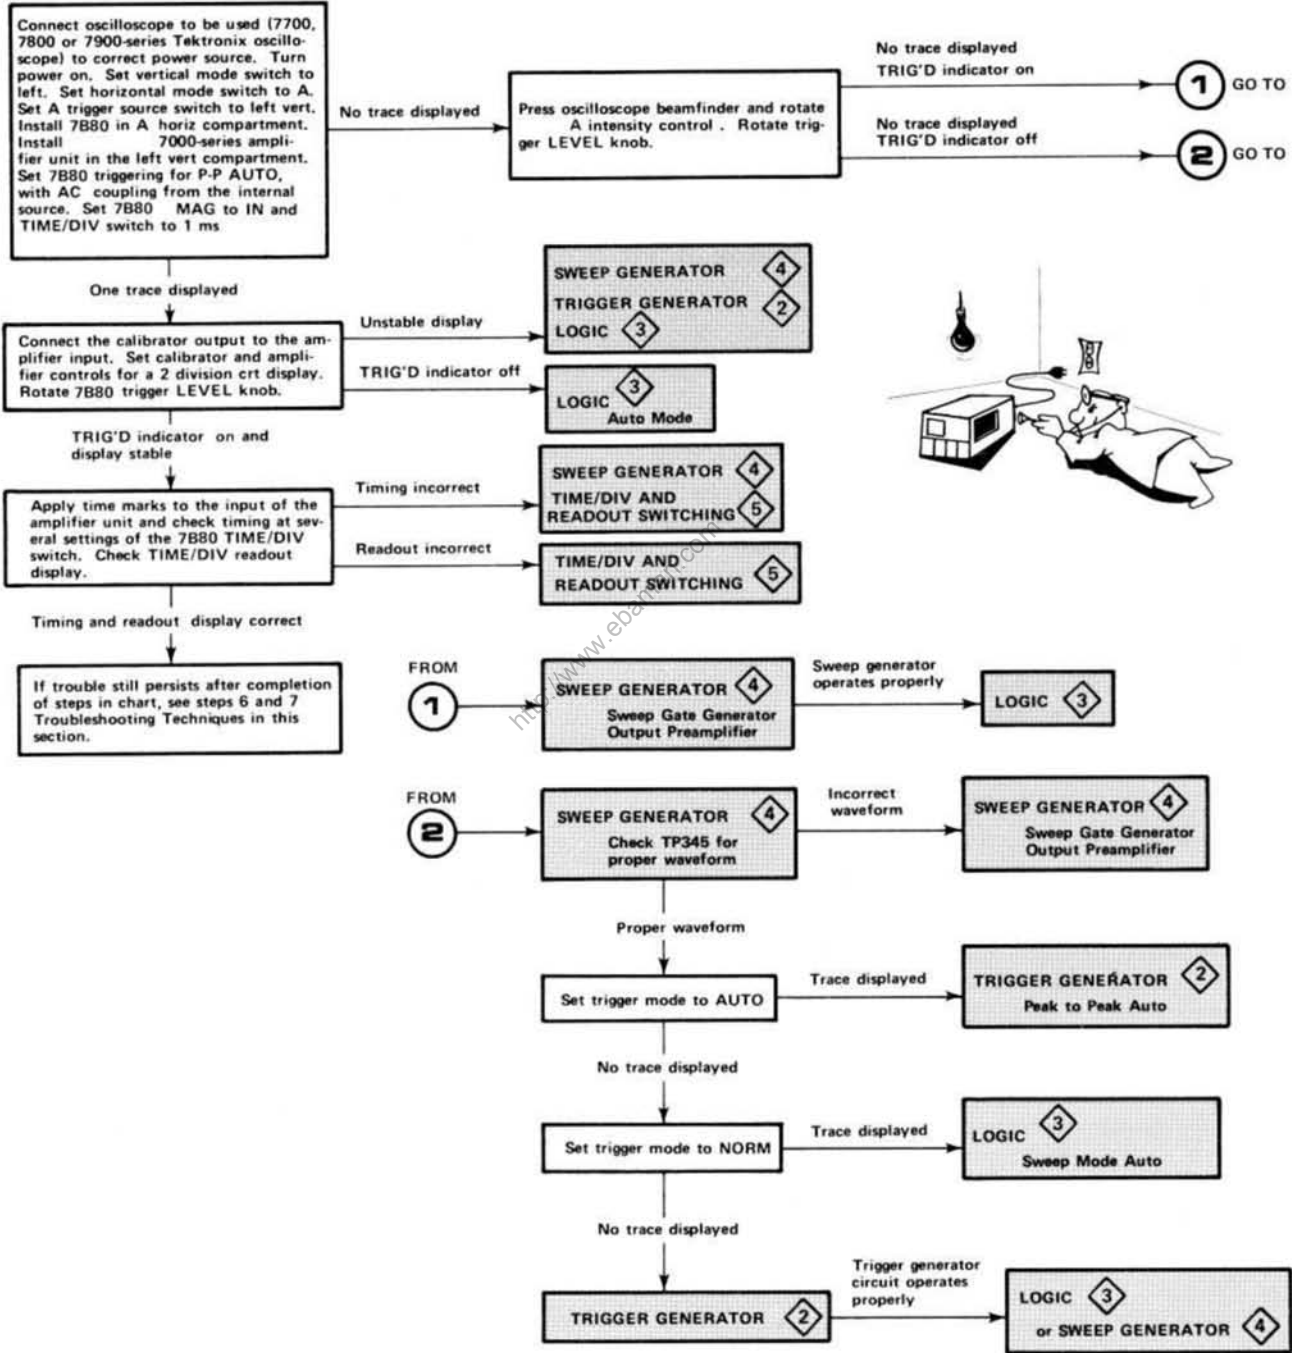 Connect oscilloscope to be used (7700,
7800 or 7900-series Tektronix oscillo-
scope) to correct power source. Turn
power on. Set vertical mode switch to
left. Set horizontal mode switch to A.
Set A trigger source switch to left vert.
Install 7B80 in A horiz compartment.
Install 7000-series ampli-
fier unit in the left vert compartment.
Set 7B80 triggering for P-P AUTO,
with AC coupling from the internal
source. Set 7B80 MAG to IN and
TIME/DIV switch to 1 ms
No trace displayed
Press oscilloscope beamfinder and rotate
A intensity control . Rotate trig-
ger LEVEL knob.
No trace displayed
TRIG'D indicator on
1 GO TO
No trace displayed
TRIG'D indicator off
2 GO TO
One trace displayed
Connect the calibrator output to the am-
plifier input. Set calibrator and ampli-
fier controls for a 2 division crt display.
Rotate 7B80 trigger LEVEL knob.
Unstable display
SWEEP GENERATOR 4
TRIGGER GENERATOR 2
LOGIC 3
TRIG'D indicator off
LOGIC 3
Auto Mode
TRIG'D indicator on and
display stable
Apply time marks to the input of the
amplifier unit and check timing at sev-
eral settings of the 7B80 TIME/DIV
switch. Check TIME/DIV readout
display.
Timing incorrect
SWEEP GENERATOR 4
TIME/DIV AND
READOUT SWITCHING 5
Readout incorrect
TIME/DIV AND
READOUT SWITCHING 5
Timing and readout display correct
If trouble still persists after completion
of steps in chart, see steps 6 and 7
Troubleshooting Techniques in this
section.
FROM
1
SWEEP GENERATOR 4
Sweep Gate Generator
Output Preamplifier
Sweep generator
operates properly
LOGIC 3
FROM
2
SWEEP GENERATOR 4
Check TP345 for
proper waveform
Incorrect
waveform
SWEEP GENERATOR 4
Sweep Gate Generator
Output Preamplifier
Proper waveform
Set trigger mode to AUTO
Trace displayed
TRIGGER GENERATOR 2
Peak to Peak Auto
No trace displayed
Set trigger mode to NORM
Trace displayed
LOGIC 3
Sweep Mode Auto
No trace displayed
TRIGGER GENERATOR 2
Trigger generator
circuit operates
properly
LOGIC 3
or SWEEP GENERATOR 4